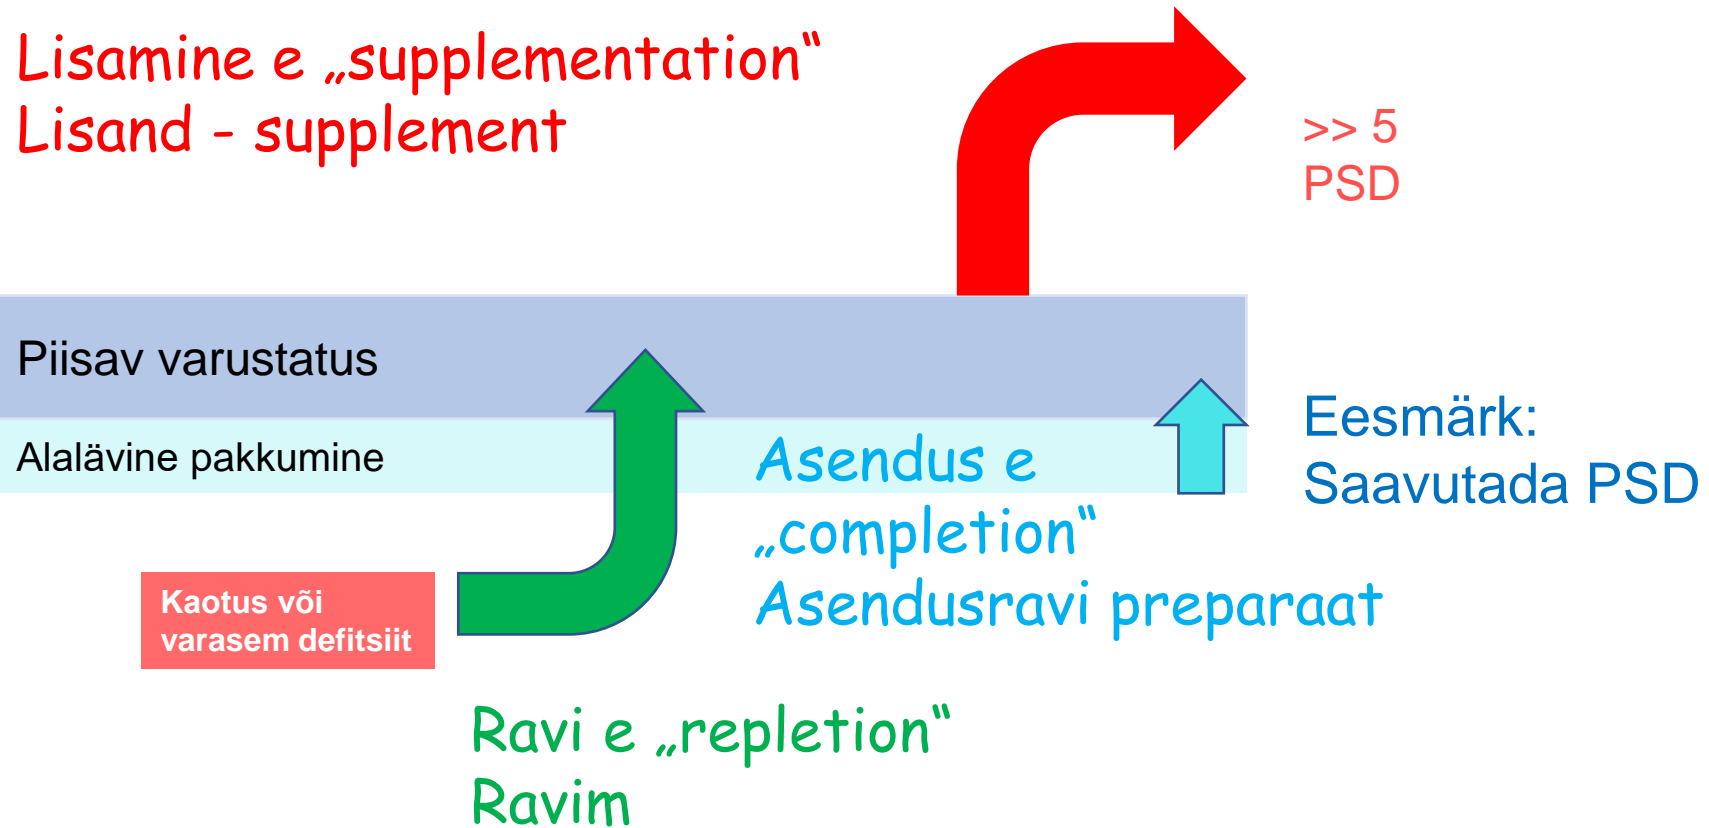 Lisamine e „supplementation“
Lisand - supplement
>> 5
PSD
Piisav varustatus
Alalävine pakkumine
Eesmärk:
Saavutada PSD
Asendus e
„completion“
Asendusravi preparaat
Kaotus või
varasem defitsiit
Ravi e „repletion“
Ravim